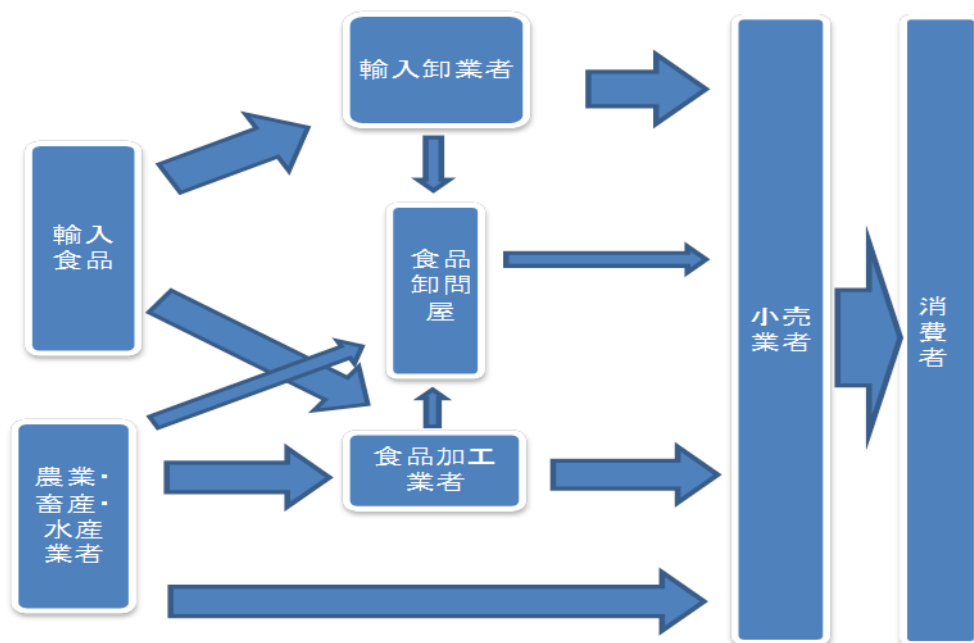 輸入卸業者
輸入
食品
食品
卸問
屋
小売
業者
消
費
者
農業・
畜産・
水産
業者
食品加工
業者